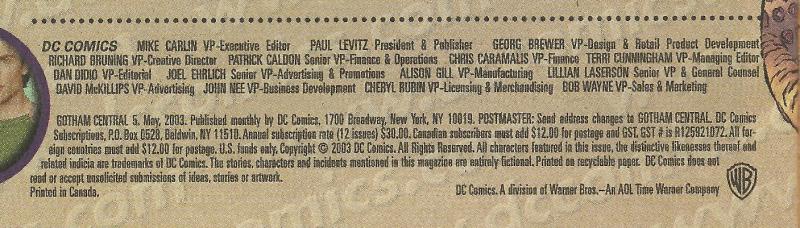 DC COMICS MIKE CARLIN VP-Executive Editor PAUL LEVITZ President & Publisher GEORG BREWER VP-Design & Retail Product Development
RICHARD BRUNING VP-Creative Director PATRICK CALDON Senior VP-Finance & Operations CHRIS CARAMALIS VP-Finance TERRI CUNNINGHAM VP-Managing Editor
DAN DIDIO VP-Editorial JOEL EHRLICH Senior VP-Advertising & Promotions ALISON GILL VP-Manufacturing LILLIAN LASERSON Senior VP & General Counsel
DAVID McKILLIPS VP-Advertising JOHN NEE VP-Business Development CHERYL RUBIN VP-Licensing & Merchandising BOB WAYNE VP-Sales & Marketing
GOTHAM CENTRAL 5, May, 2003. Published monthly by DC Comics, 1700 Broadway, New York, NY 10019. POSTMASTER: Send address changes to GOTHAM CENTRAL, DC Comics
Subscriptions, P.O. Box 0528, Baldwin, NY 11510. Annual subscription rate (12 issues) $30.00. Canadian subscribers must add $12.00 for postage and GST. GST # is R125921072. All for-
eign countries must add $12.00 for postage. U.S. funds only. Copyright © 2003 DC Comics. All Rights Reserved. All characters featured in this issue, the distinctive likenesses thereof and
related indicia are trademarks of DC Comics. The stories, characters and incidents mentioned in this magazine are entirely fictional. Printed on recyclable paper. DC Comics does not
read or accept unsolicited submissions of ideas, stories or artwork.
Printed in Canada.
DC Comics. A division of Warner Bros.—An AOL Time Warner Company
WB